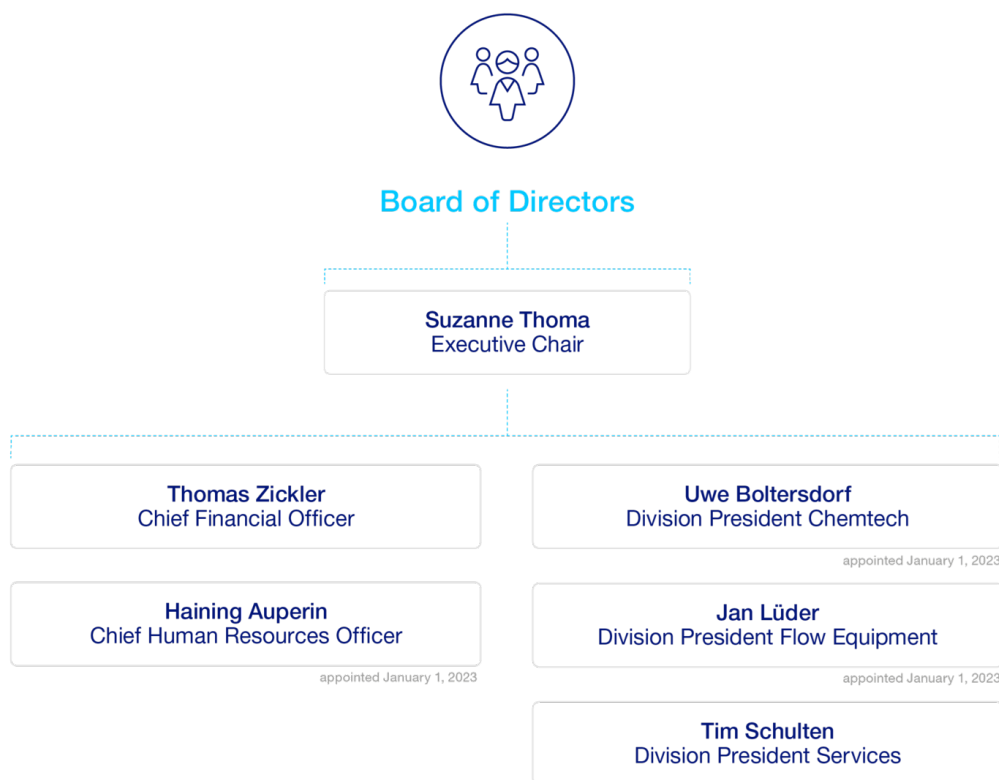 Board of Directors
Suzanne Thoma
Executive Chair
Thomas Zickler
Chief Financial Officer
Haining Auperin
Chief Human Resources Officer
appointed January 1, 2023
Uwe Boltersdorf
Division President Chemtech
appointed January 1, 2023
Jan Lüder
Division President Flow Equipment
appointed January 1, 2023
Tim Schulten
Division President Services